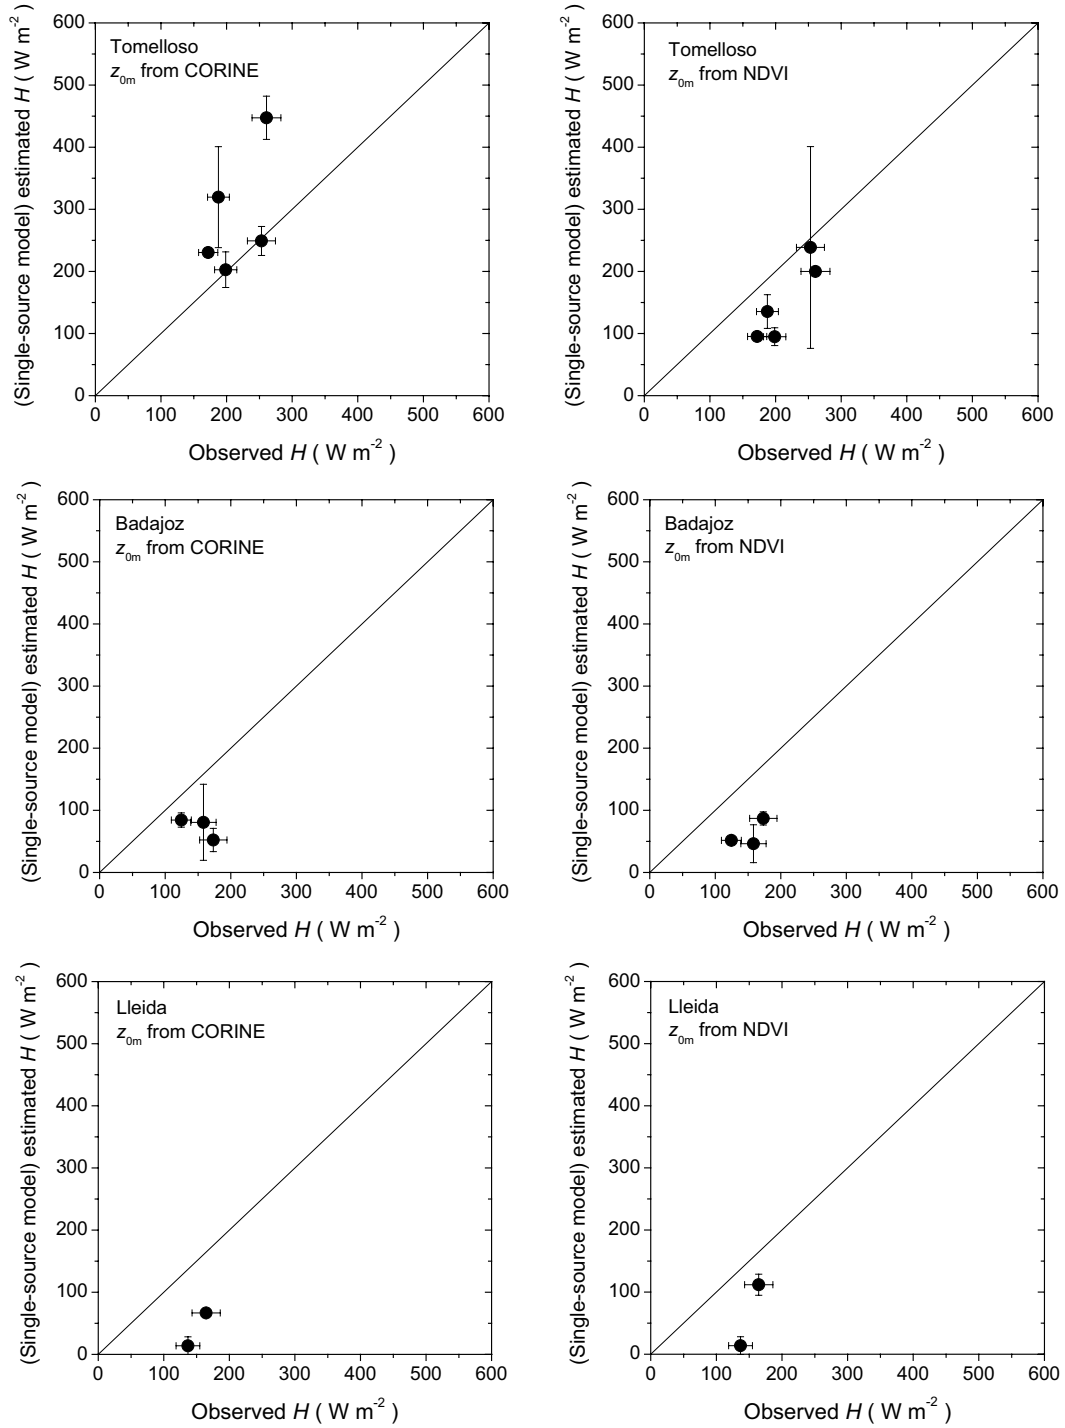 (Single-source model) estimated H ( W m-2 )
600
500
400
300
200
100
0
Tomelloso
z0m from CORINE
0 100 200 300 400 500 600
Observed H ( W m-2 )
(Single-source model) estimated H ( W m-2 )
600
500
400
300
200
100
0
Tomelloso
z0m from NDVI
0 100 200 300 400 500 600
Observed H ( W m-2 )
(Single-source model) estimated H ( W m-2 )
600
500
400
300
200
100
0
Badajoz
z0m from CORINE
0 100 200 300 400 500 600
Observed H ( W m-2 )
(Single-source model) estimated H ( W m-2 )
600
500
400
300
200
100
0
Badajoz
z0m from NDVI
0 100 200 300 400 500 600
Observed H ( W m-2 )
(Single-source model) estimated H ( W m-2 )
600
500
400
300
200
100
0
Lleida
z0m from CORINE
0 100 200 300 400 500 600
Observed H ( W m-2 )
(Single-source model) estimated H ( W m-2 )
600
500
400
300
200
100
0
Lleida
z0m from NDVI
0 100 200 300 400 500 600
Observed H ( W m-2 )